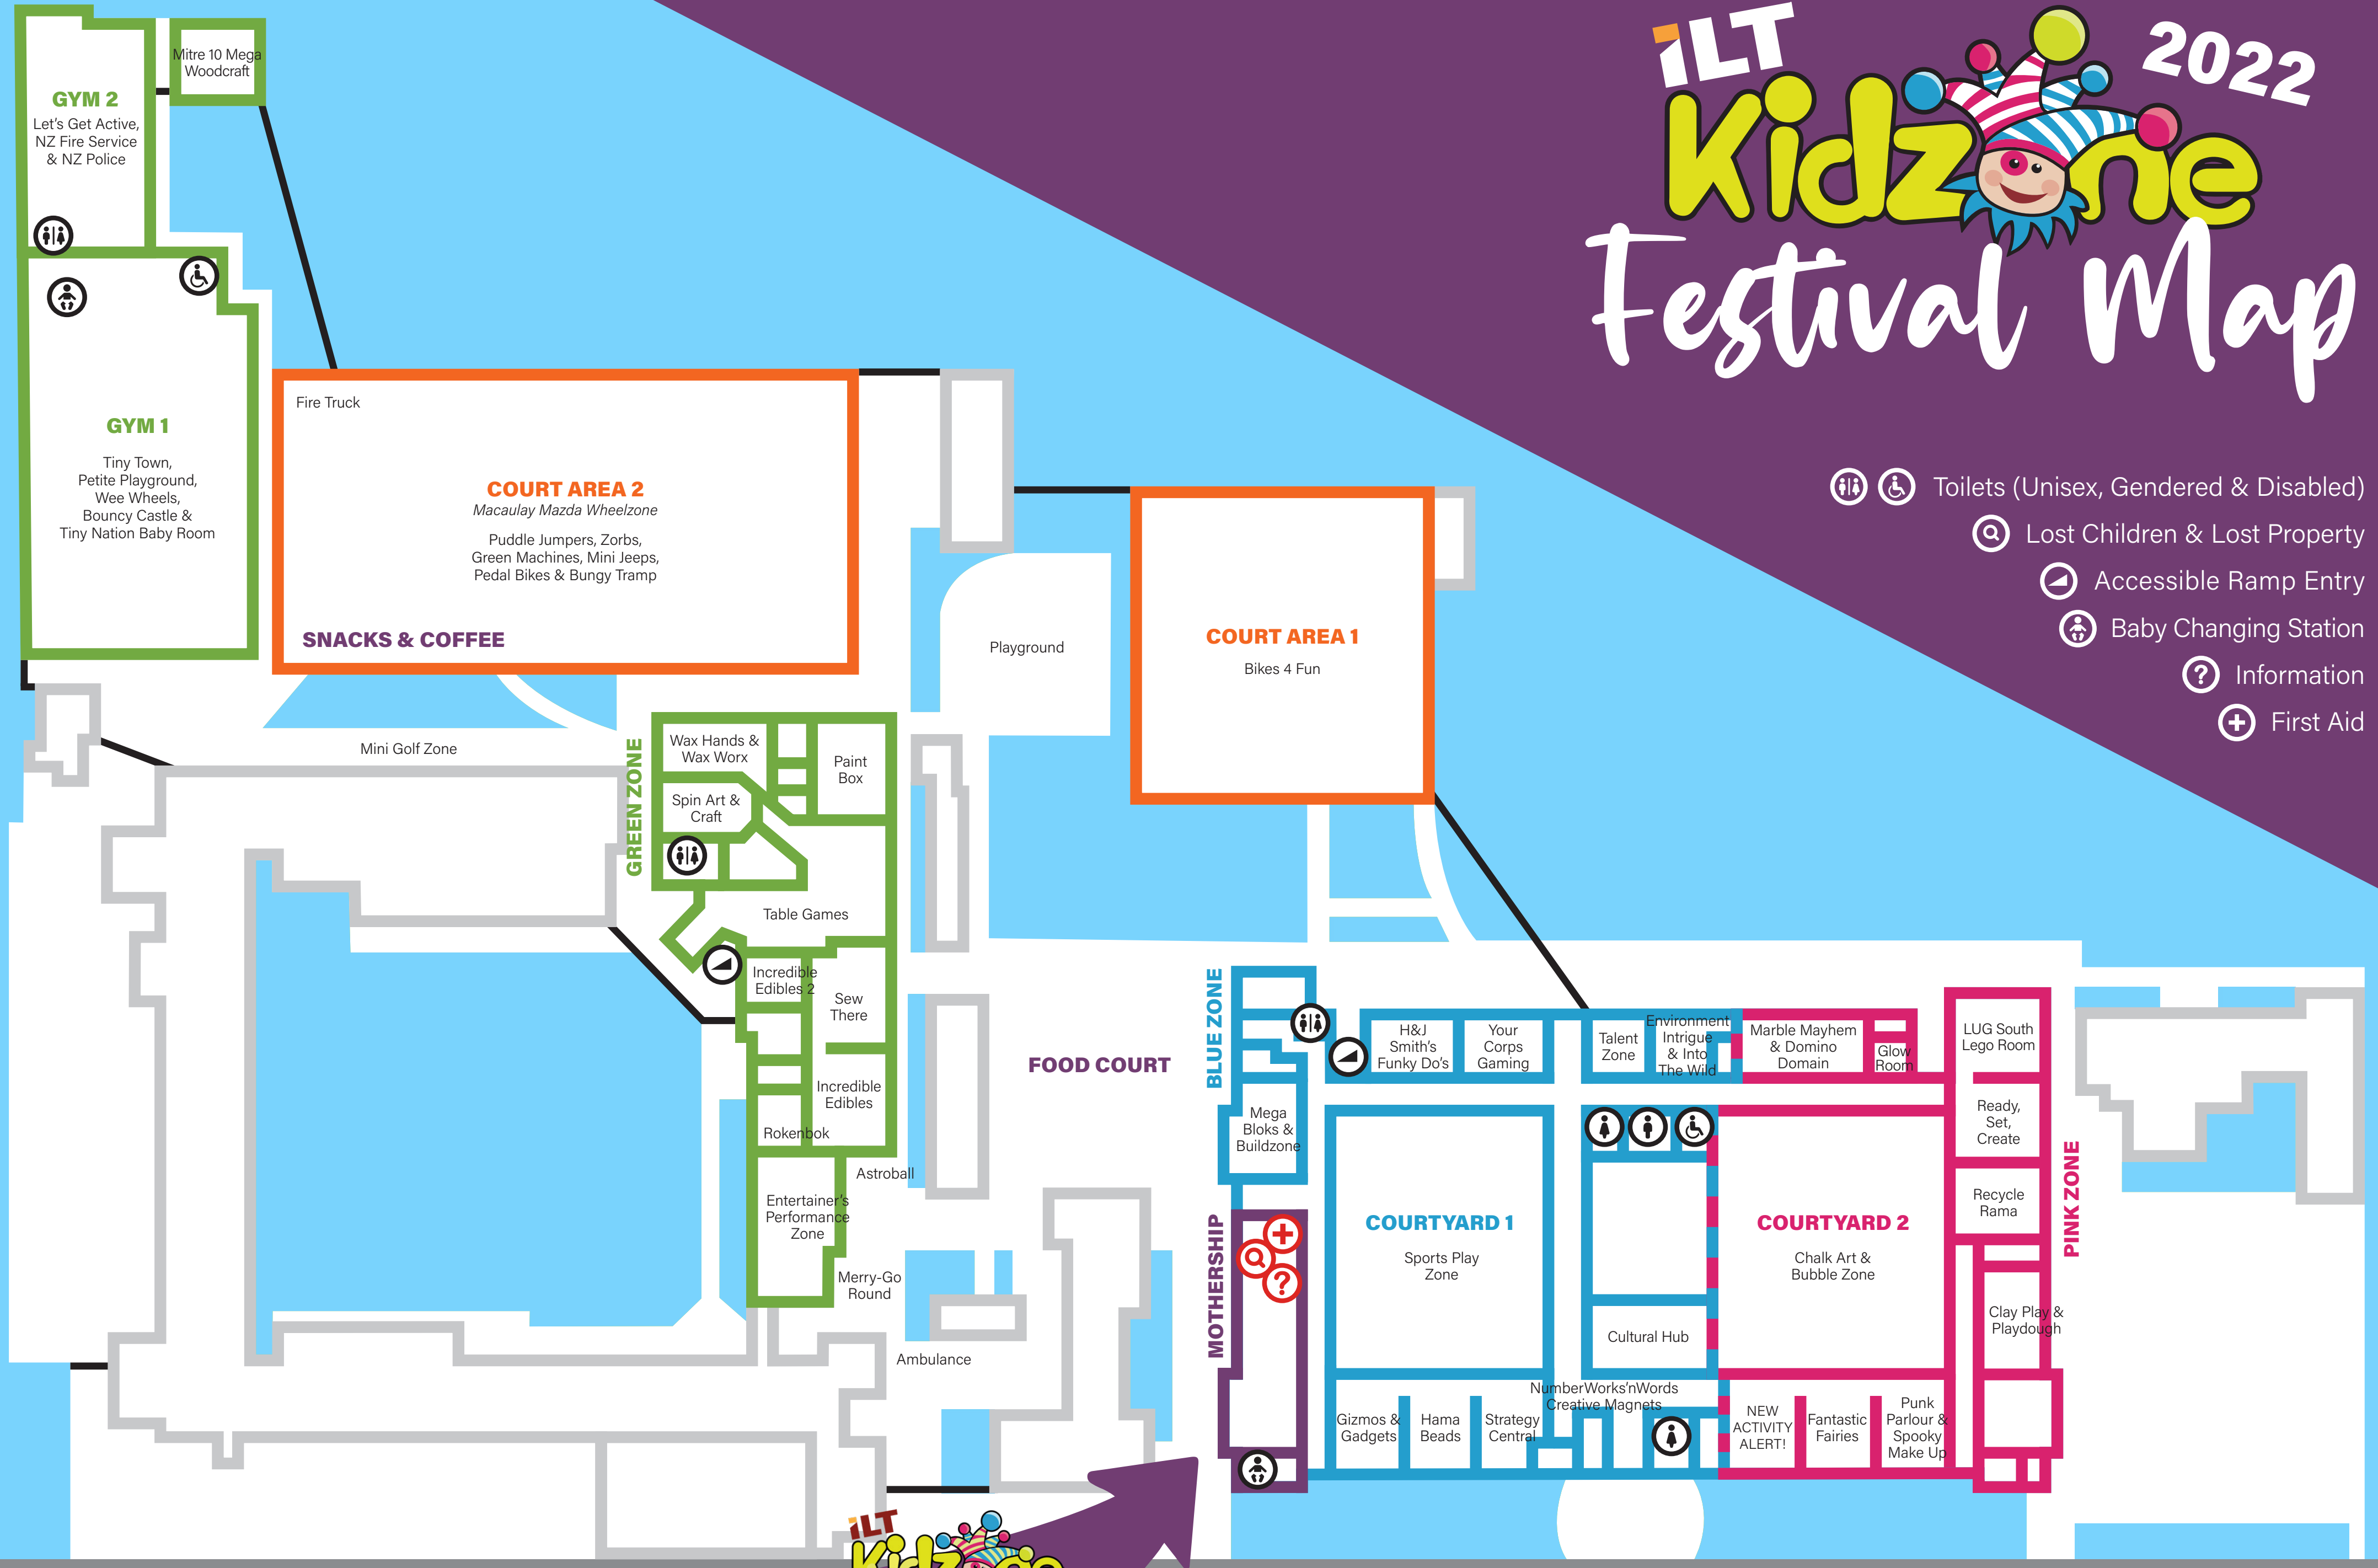 iLT
Kidzone
2022
Festival Map
Toilets (Unisex, Gendered & Disabled)
Lost Children & Lost Property
Accessible Ramp Entry
Baby Changing Station
Information
First Aid
Mitre 10 Mega
Woodcraft
GYM 2
Let's Get Active,
NZ Fire Service
& NZ Police
GYM 1
Tiny Town,
Petite Playground,
Wee Wheels,
Bouncy Castle &
Tiny Nation Baby Room
Fire Truck
COURT AREA 2
Macaulay Mazda Wheelzone
Puddle Jumpers, Zorbs,
Green Machines, Mini Jeeps,
Pedal Bikes & Bungy Tramp
SNACKS & COFFEE
Playground
COURT AREA 1
Bikes 4 Fun
Mini Golf Zone
GREEN ZONE
Wax Hands &
Wax Worx
Paint
Box
Spin Art &
Craft
Table Games
Incredible
Edibles 2
Sew
There
Incredible
Edibles
Rokenbok
Astroball
Entertainer's
Performance
Zone
Merry-Go
Round
Ambulance
FOOD COURT
BLUE ZONE
H&J
Smith's
Funky Do's
Your
Corps
Gaming
Talent
Zone
Environment
Intrigue
& Into
The Wild
Marble Mayhem
& Domino
Domain
Glow
Room
LUG South
Lego Room
Mega
Bloks &
Buildzone
Ready,
Set,
Create
Recycle
Rama
PINK ZONE
MOTHERSHIP
COURTYARD 1
Sports Play
Zone
COURTYARD 2
Chalk Art &
Bubble Zone
Cultural Hub
Clay Play &
Playdough
NumberWorks'nWords
Creative Magnets
Gizmos &
Gadgets
Hama
Beads
Strategy
Central
NEW
ACTIVITY
ALERT!
Fantastic
Fairies
Punk
Parlour &
Spooky
Make Up
iLT
Kidzone